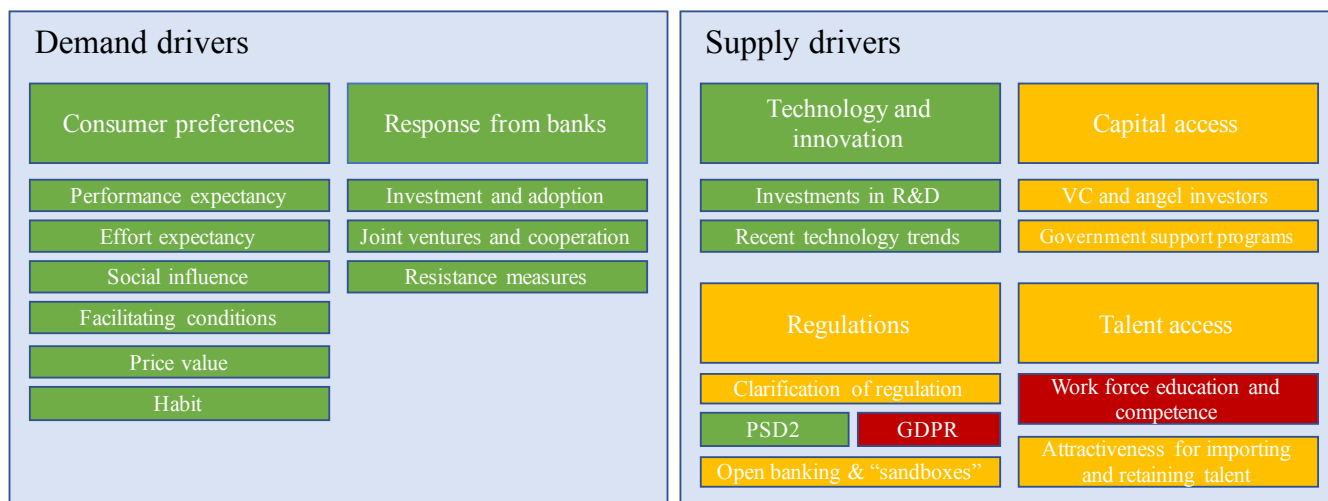 Demand drivers
Consumer preferences
Performance expectancy
Effort expectancy
Social influence
Facilitating conditions
Price value
Habit
Response from banks
Investment and adoption
Joint ventures and cooperation
Resistance measures
Supply drivers
Technology and
innovation
Investments in R&D
Recent technology trends
Capital access
VC and angel investors
Government support programs
Regulations
Clarification of regulation
PSD2
GDPR
Open banking & “sandboxes”
Talent access
Work force education and
competence
Attractiveness for importing
and retaining talent